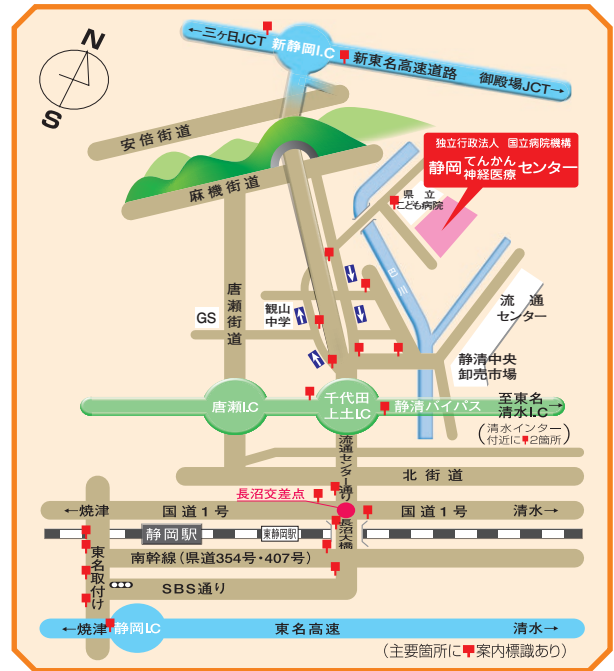 N
S
←三ヶ日JCT
新静岡I.C
新東名高速道路
御殿場JCT→
安倍街道
麻機街道
独立行政法人 国立病院機構
静岡てんかん神経医療センター
県立
こども病院
巴川
唐瀬街道
GS
観山
中学
流通
センター
静清中央
卸売市場
唐瀬I.C
千代田
上土I.C
静清バイパス
至東名
清水I.C→
(清水インター
付近に2箇所)
流通センター通り
北街道
長沼交差点
←焼津
国道1号
国道1号
清水→
静岡駅
東静岡駅
長沼大橋
東名取付け
南幹線(県道354号・407号)
SBS通り
←焼津
静岡I.C
東名高速
清水→
(主要箇所に案内標識あり)